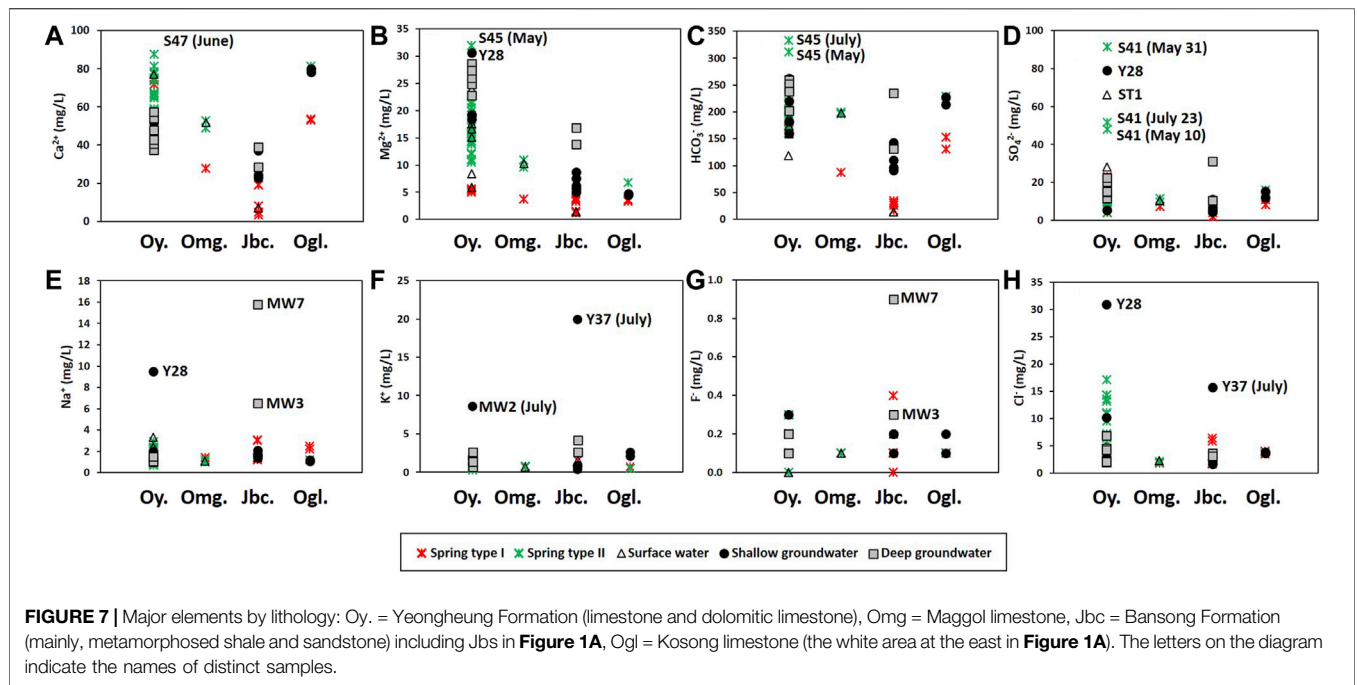 A
Ca²⁺ (mg/L)
100
80
60
40
20
0
S47 (June)
Oy. Omg. Jbc. Ogl.
B
Mg²⁺ (mg/L)
35
30
25
20
15
10
5
0
S45 (May)
Y28
Oy. Omg. Jbc. Ogl.
C
HCO₃⁻ (mg/L)
350
300
250
200
150
100
50
0
S45 (July)
S45 (May)
Oy. Omg. Jbc. Ogl.
D
SO₄²⁻ (mg/L)
100
80
60
40
20
0
S41 (May 31)
Y28
ST1
S41 (July 23)
S41 (May 10)
Oy. Omg. Jbc. Ogl.
E
Na⁺ (mg/L)
18
16
14
12
10
8
6
4
2
0
MW7
Y28
MW3
Oy. Omg. Jbc. Ogl.
F
K⁺ (mg/L)
25
20
15
10
5
0
Y37 (July)
MW2 (July)
Oy. Omg. Jbc. Ogl.
G
F⁻ (mg/L)
1.0
0.8
0.6
0.4
0.2
0.0
MW7
MW3
Oy. Omg. Jbc. Ogl.
H
Cl⁻ (mg/L)
35
30
25
20
15
10
5
0
Y28
Y37 (July)
Oy. Omg. Jbc. Ogl.
Spring type I Spring type II Surface water Shallow groundwater Deep groundwater
FIGURE 7 | Major elements by lithology: Oy. = Yeongheung Formation (limestone and dolomitic limestone), Omg = Maggol limestone, Jbc = Bansong Formation
(mainly, metamorphosed shale and sandstone) including Jbs in Figure 1A, Ogl = Kosong limestone (the white area at the east in Figure 1A). The letters on the diagram
indicate the names of distinct samples.